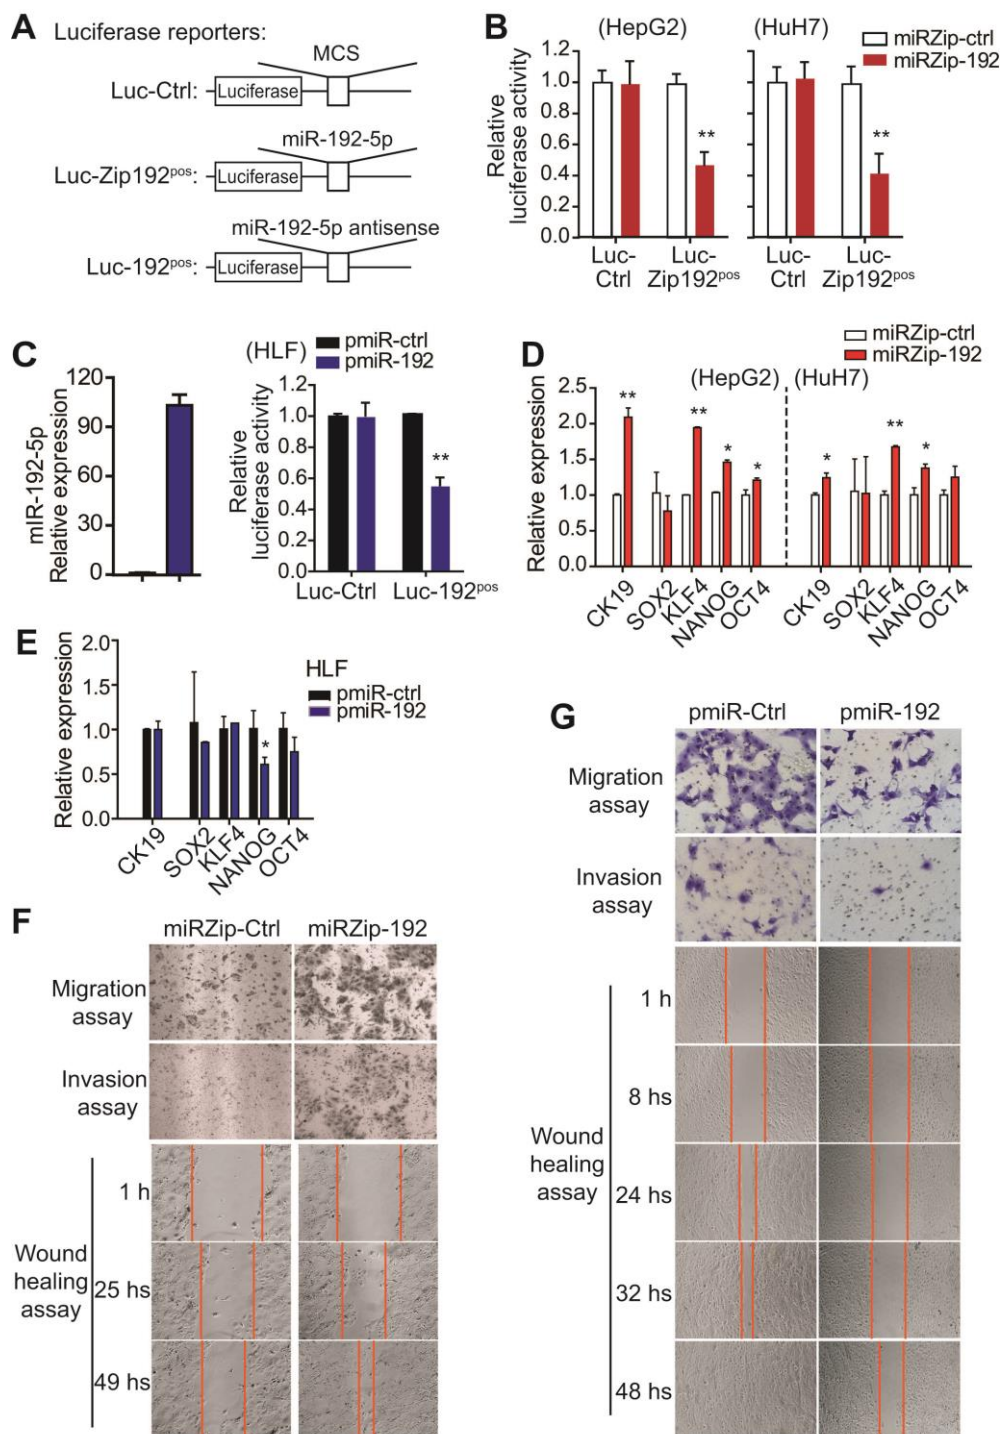 A
Luciferase reporters:
MCS
Luc-Ctrl:
Luciferase
miR-192-5p
Luc-Zip192pos:
Luciferase
miR-192-5p antisense
Luc-192pos:
Luciferase
B
(HepG2)
(HuH7)
miRZip-ctrl
miRZip-192
Relative
luciferase activity
1.2
1.0
0.8
0.6
0.4
0.2
0.0
**
**
Luc-
Ctrl
Luc-
Zip192pos
Luc-
Ctrl
Luc-
Zip192pos
C
miR-192-5p
Relative expression
120
90
60
30
0
(HLF)
pmiR-ctrl
pmiR-192
Relative
luciferase activity
1.2
1.0
0.8
0.6
0.4
0.2
0.0
**
Luc-Ctrl
Luc-192pos
D
miRZip-ctrl
miRZip-192
(HepG2)
(HuH7)
Relative expression
2.5
2.0
1.5
1.0
0.5
0.0
**
**
*
*
*
**
*
CK19
SOX2
KLF4
NANOG
OCT4
CK19
SOX2
KLF4
NANOG
OCT4
E
HLF
pmiR-ctrl
pmiR-192
Relative expression
2.0
1.5
1.0
0.5
0.0
*
CK19
SOX2
KLF4
NANOG
OCT4
F
miRZip-Ctrl
miRZip-192
Migration
assay
Invasion
assay
Wound
healing
assay
1 h
25 hs
49 hs
G
pmiR-Ctrl
pmiR-192
Migration
assay
Invasion
assay
Wound
healing
assay
1 h
8 hs
24 hs
32 hs
48 hs